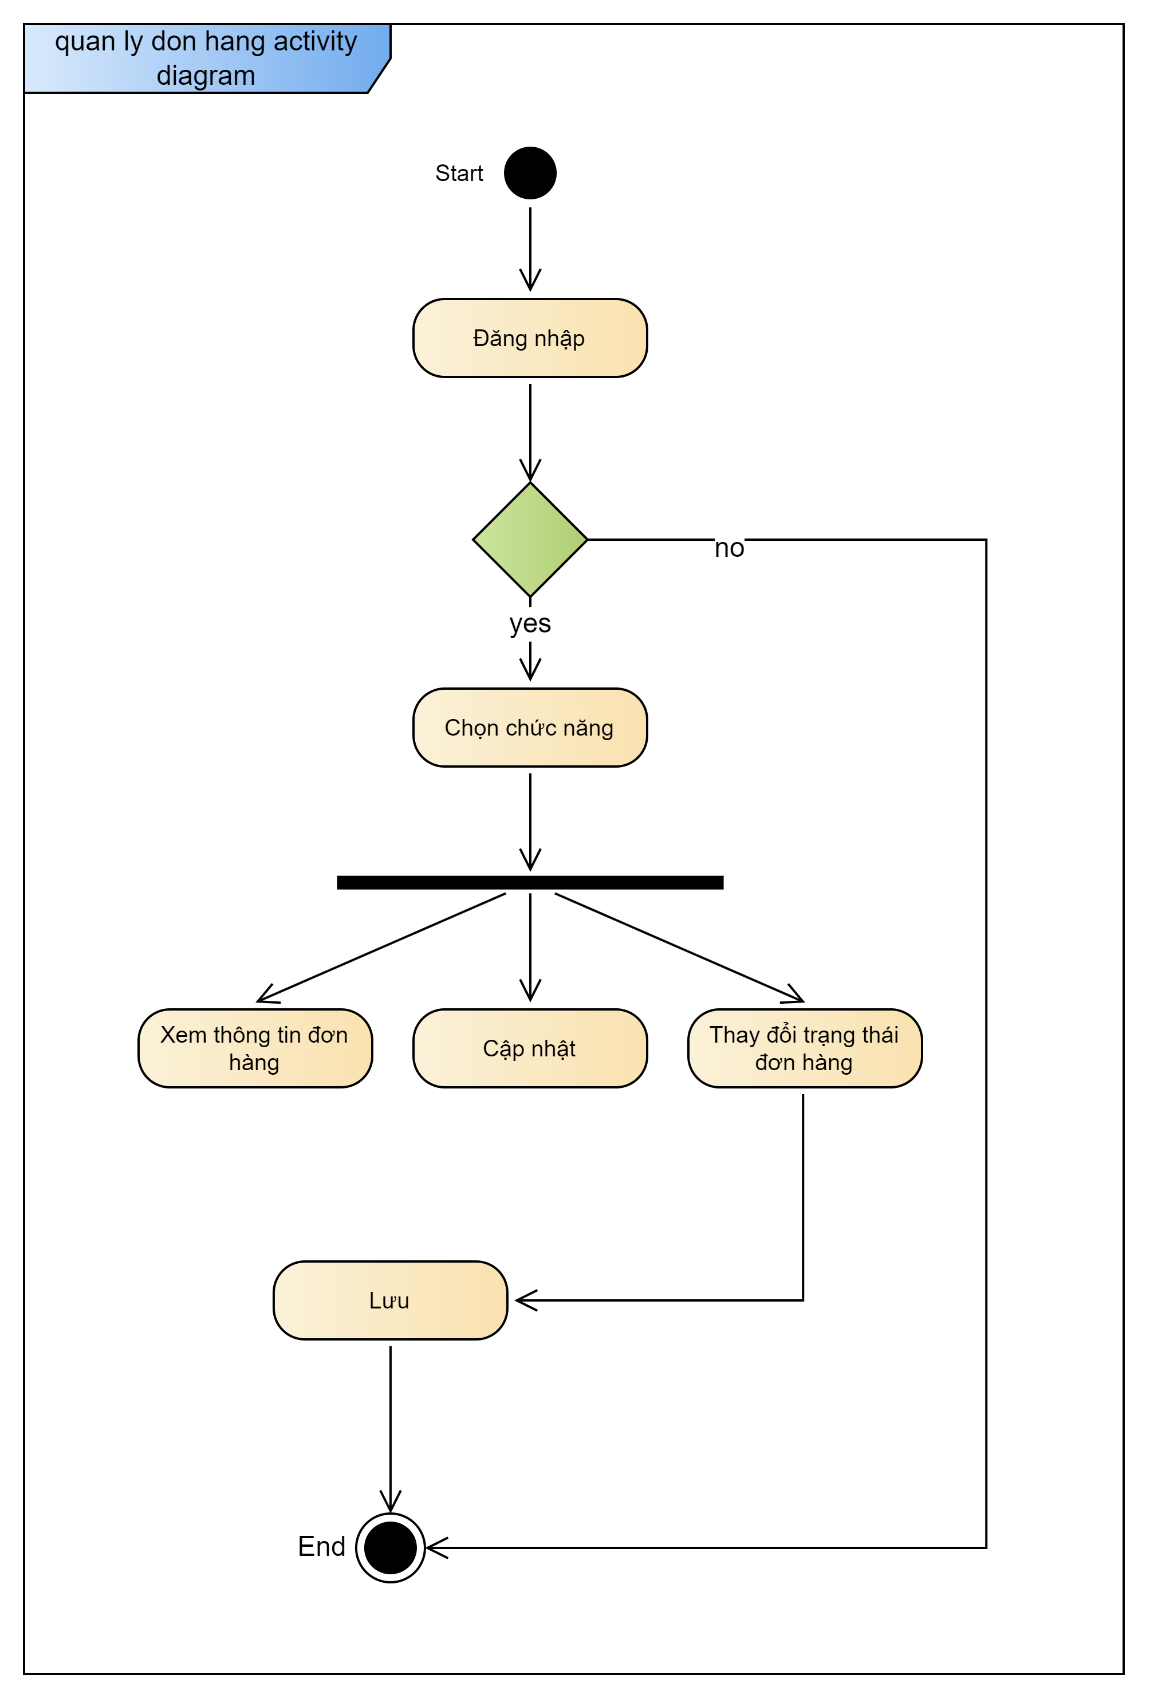 quan ly don hang activity
diagram
Start
Đăng nhập
no
yes
Chọn chức năng
Xem thông tin đơn
hàng
Cập nhật
Thay đổi trạng thái
đơn hàng
Lưu
End